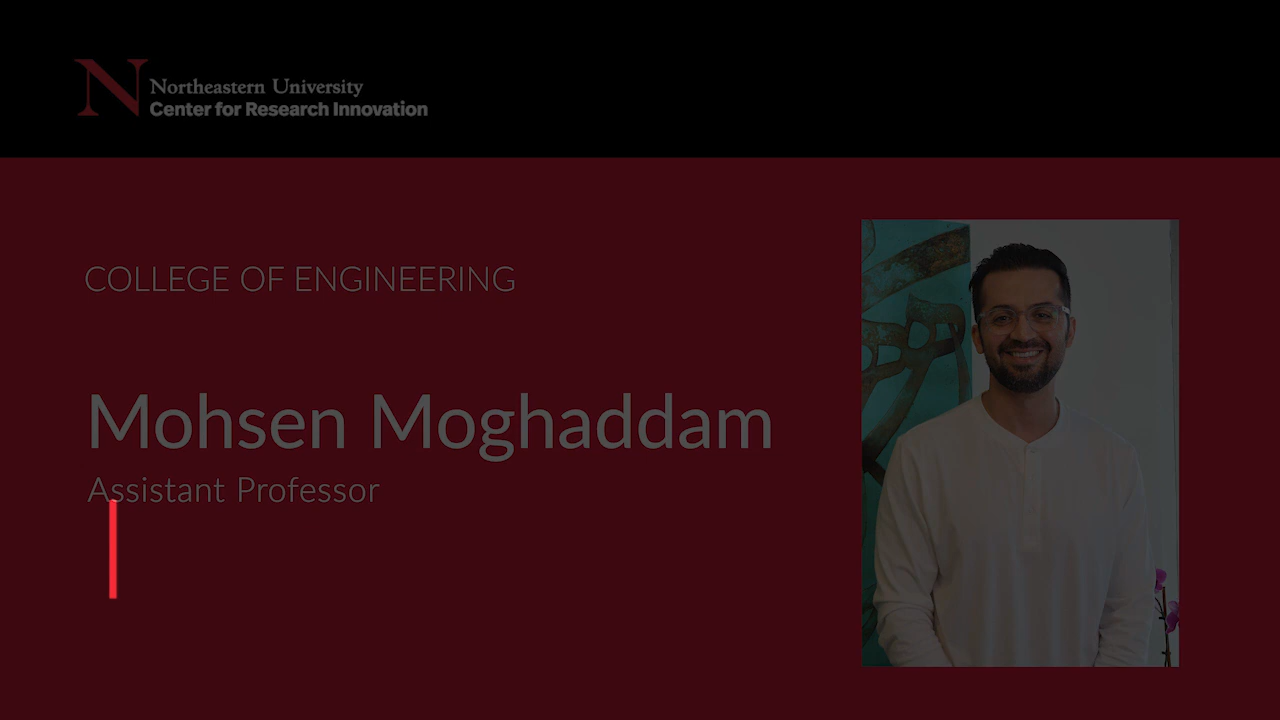 N
Northeastern University
Center for Research Innovation
COLLEGE OF ENGINEERING
Mohsen Moghaddam
Assistant Professor